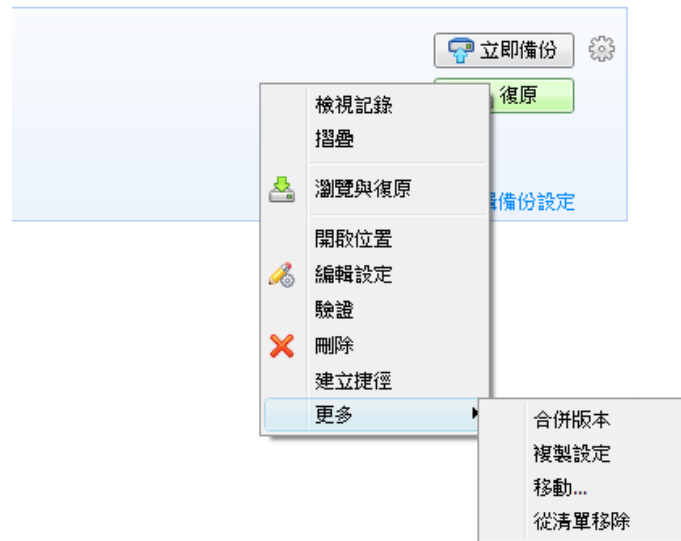 立即備份
復原
檢視記錄
摺疊
瀏覽與復原
備份設定
開啟位置
編輯設定
驗證
刪除
建立捷徑
更多
合併版本
複製設定
移動...
從清單移除